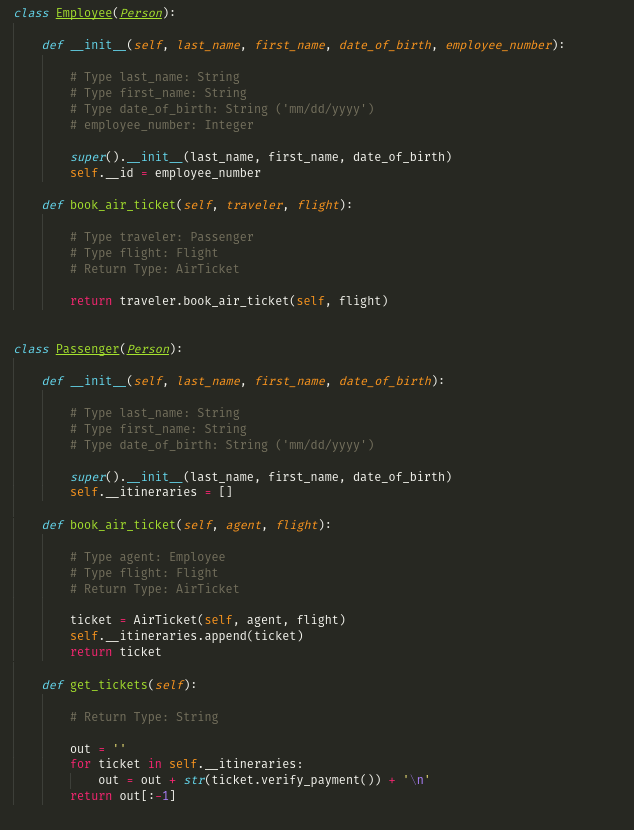 class Employee(Person):
def __init__(self, last_name, first_name, date_of_birth, employee_number):
# Type last_name: String
# Type first_name: String
# Type date_of_birth: String ('mm/dd/yyyy')
# employee_number: Integer
super().__init__(last_name, first_name, date_of_birth)
self.__id = employee_number
def book_air_ticket(self, traveler, flight):
# Type traveler: Passenger
# Type flight: Flight
# Return Type: AirTicket
return traveler.book_air_ticket(self, flight)
class Passenger(Person):
def __init__(self, last_name, first_name, date_of_birth):
# Type last_name: String
# Type first_name: String
# Type date_of_birth: String ('mm/dd/yyyy')
super().__init__(last_name, first_name, date_of_birth)
self.__itineraries = []
def book_air_ticket(self, agent, flight):
# Type agent: Employee
# Type flight: Flight
# Return Type: AirTicket
ticket = AirTicket(self, agent, flight)
self.__itineraries.append(ticket)
return ticket
def get_tickets(self):
# Return Type: String
out = ''
for ticket in self.__itineraries:
out = out + str(ticket.verify_payment()) + '\n'
return out[:-1]